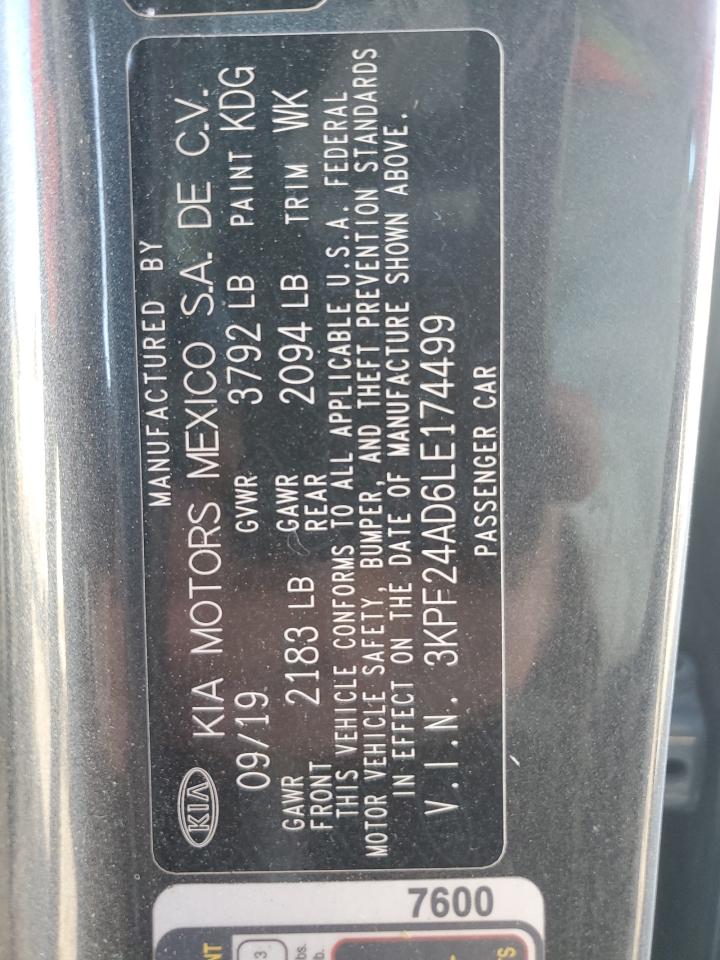 MANUFACTURED BY
KIA KIA MOTORS MEXICO S.A. DE C.V.
09/19 GVWR 3792 LB PAINT KDG
GAWR FRONT 2183 LB GAWR REAR 2094 LB TRIM WK
THIS VEHICLE CONFORMS TO ALL APPLICABLE U.S.A. FEDERAL
MOTOR VEHICLE SAFETY, BUMPER, AND THEFT PREVENTION STANDARDS
IN EFFECT ON THE DATE OF MANUFACTURE SHOWN ABOVE.
V.I.N. 3KPF24AD6LE174499
PASSENGER CAR
7600
3